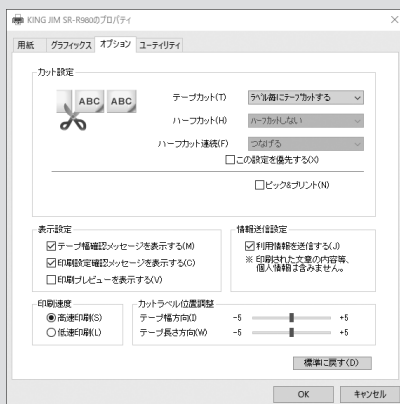 KING JIM SR-R980のプロパティ
用紙 グラフィックス オプション ユーティリティ
カット設定
ABC ABC
テープカット(T) ラベル毎にテープカットする
ハーフカット(H) ハーフカットしない
ハーフカット連続(F) つなげる
この設定を優先する(X)
ピック&プリント(N)
表示設定
テープ幅確認メッセージを表示する(M)
印刷設定確認メッセージを表示する(C)
印刷プレビューを表示する(V)
情報送信設定
利用情報を送信する(J)
※ 印刷された文章の内容等、
個人情報は含みません。
印刷速度
高速印刷(S)
低速印刷(L)
カットラベル位置調整
テープ幅方向(I) -5 +5
テープ長さ方向(W) -5 +5
標準に戻す(D)
OK キャンセル